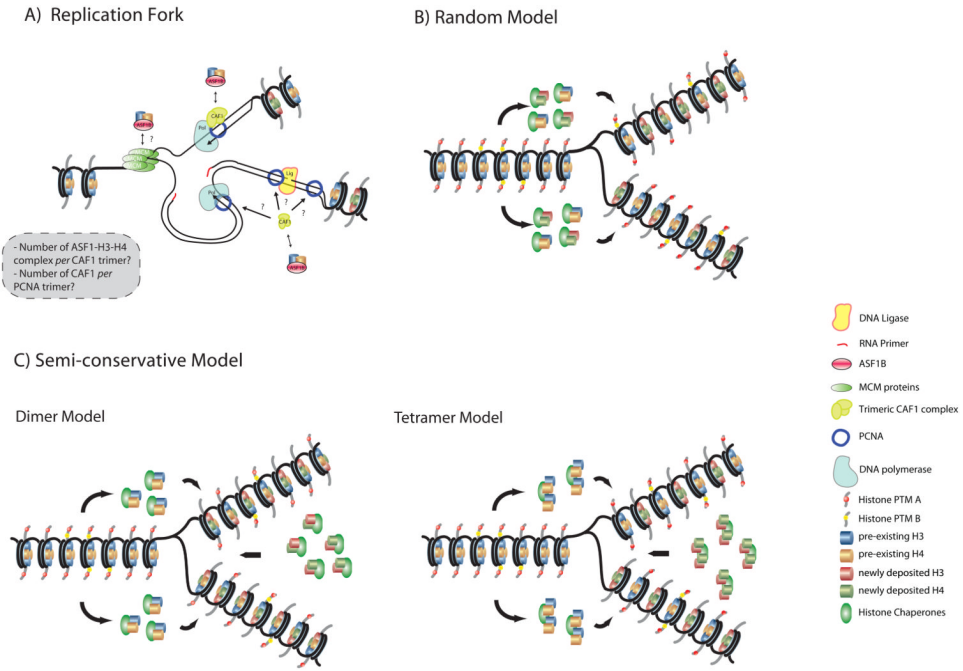 A) Replication Fork
ASF1B
CAF1
Pol
ASF1B
?
Pol
Lig
?
?
?
CAF1
ASF1B
- Number of ASF1-H3-H4
complex per CAF1 trimer?
- Number of CAF1 per
PCNA trimer?
B) Random Model
C) Semi-conservative Model
Dimer Model
Tetramer Model
DNA Ligase
RNA Primer
ASF1B
MCM proteins
Trimeric CAF1 complex
PCNA
DNA polymerase
Histone PTM A
Histone PTM B
pre-existing H3
pre-existing H4
newly deposited H3
newly deposited H4
Histone Chaperones